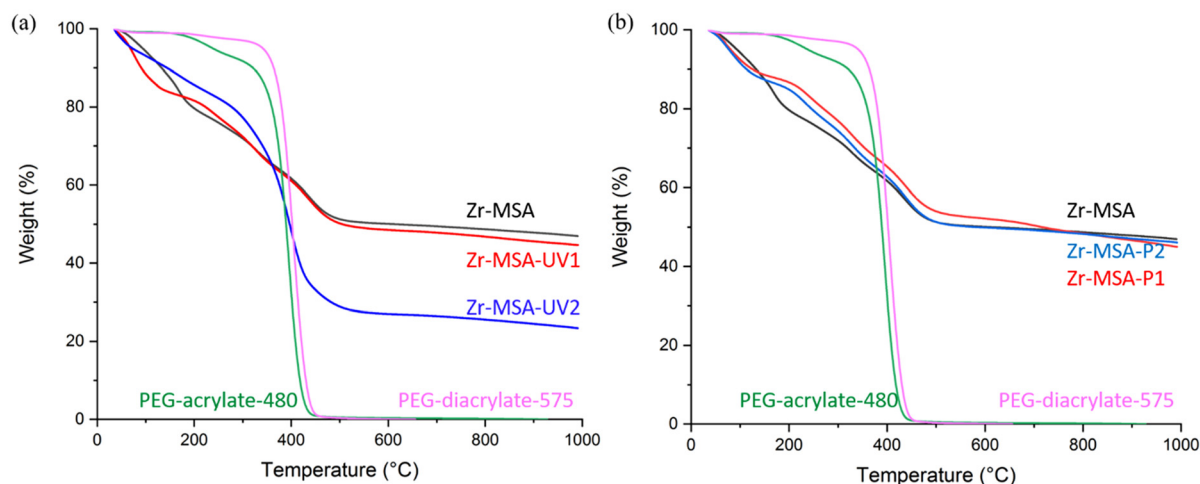 (a)
100
80
60
40
20
0
Weight (%)
Zr-MSA
Zr-MSA-UV1
Zr-MSA-UV2
PEG-acrylate-480
PEG-diacrylate-575
0 200 400 600 800 1000
Temperature (°C)
(b)
100
80
60
40
20
0
Weight (%)
Zr-MSA
Zr-MSA-P2
Zr-MSA-P1
PEG-acrylate-480
PEG-diacrylate-575
0 200 400 600 800 1000
Temperature (°C)